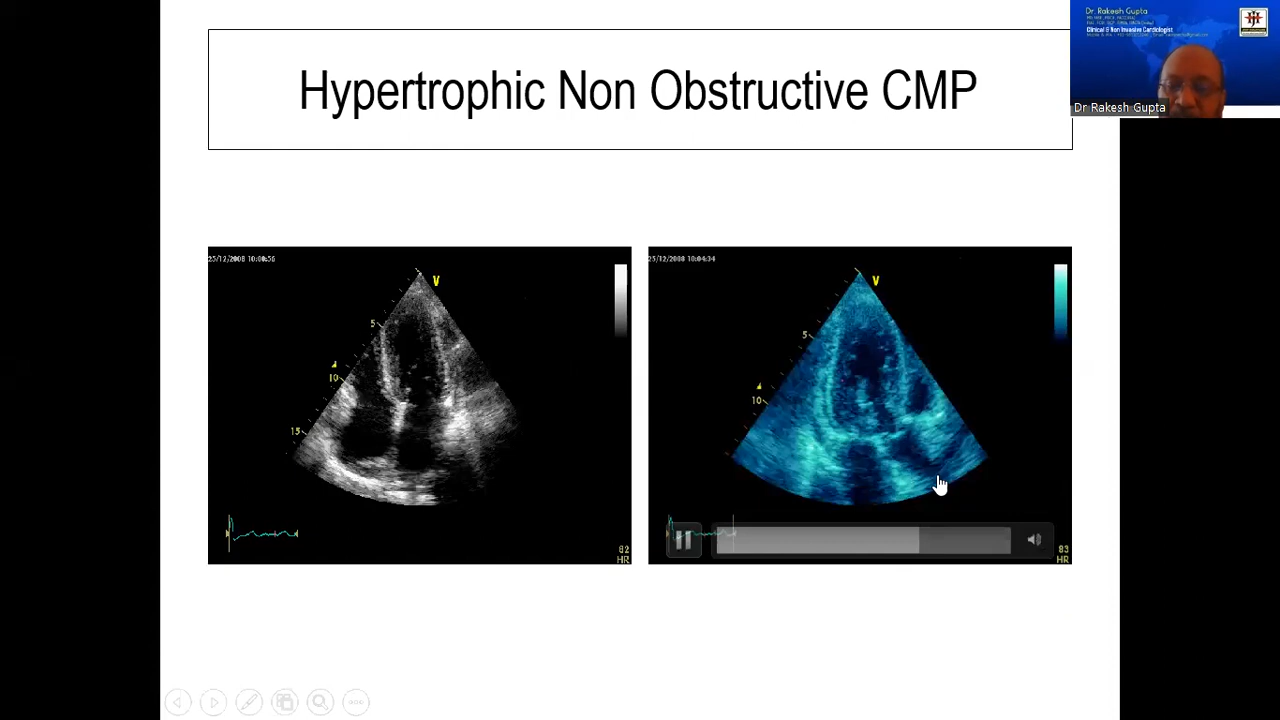 Hypertrophic Non Obstructive CMP
Dr. Rakesh Gupta
Clinical & Non Invasive Cardiologist
Dr Rakesh Gupta
25/12/2008 10:00:56
V
5
10
15
82
HR
25/12/2008 10:04:34
V
5
10
83
HR